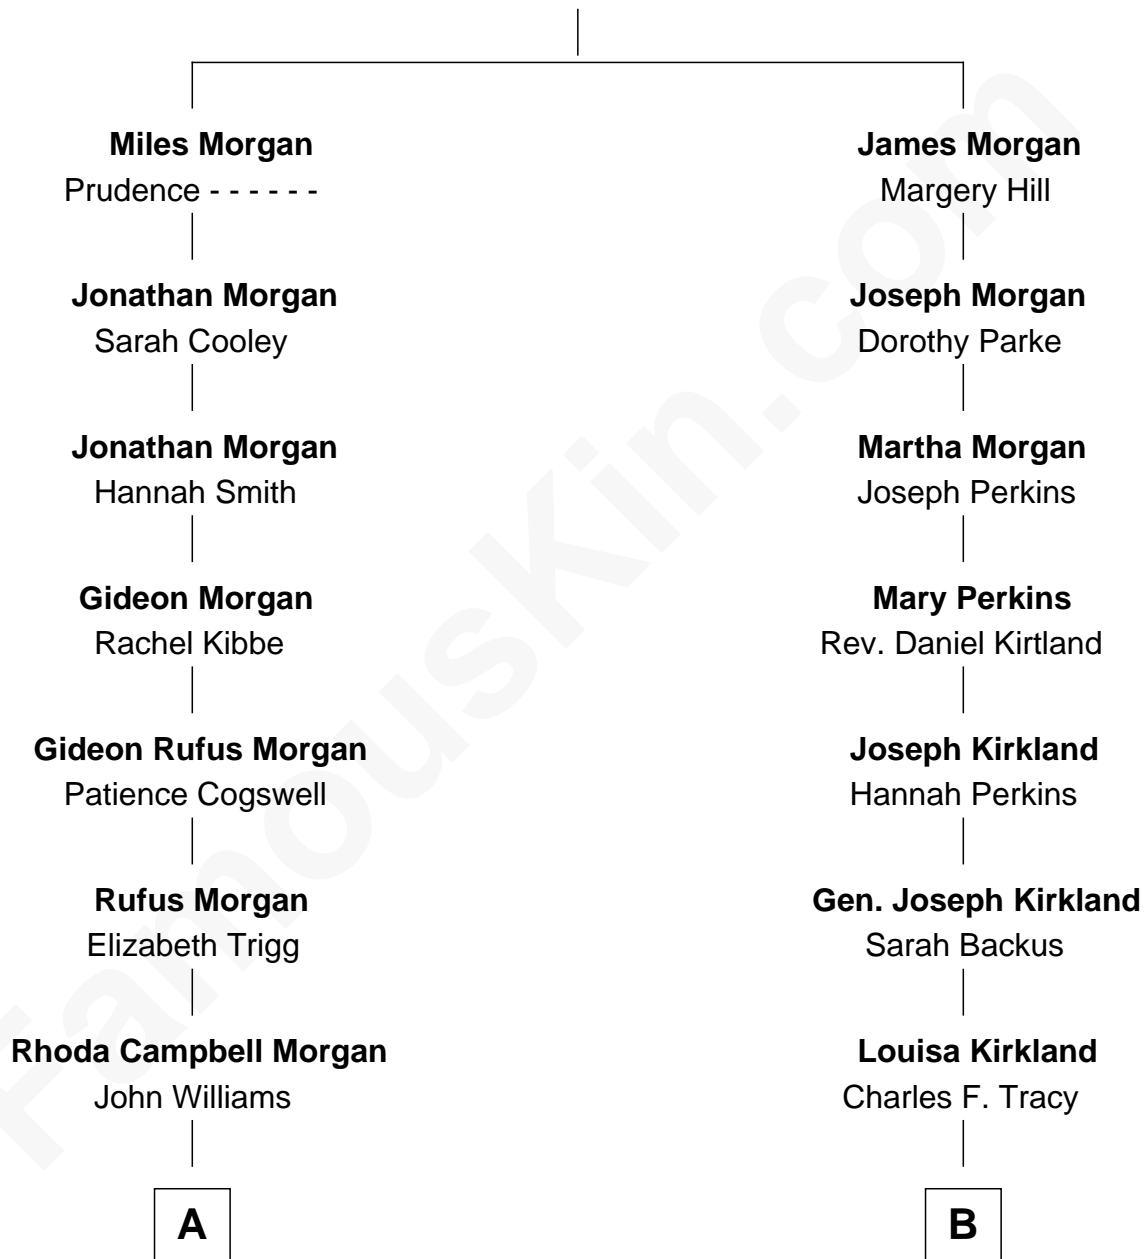 Miles Morgan
Prudence - - - - - -
Jonathan Morgan
Sarah Cooley
Jonathan Morgan
Hannah Smith
Gideon Morgan
Rachel Kibbe
Gideon Rufus Morgan
Patience Cogswell
Rufus Morgan
Elizabeth Trigg
Rhoda Campbell Morgan
John Williams
A
James Morgan
Margery Hill
Joseph Morgan
Dorothy Parke
Martha Morgan
Joseph Perkins
Mary Perkins
Rev. Daniel Kirtland
Joseph Kirkland
Hannah Perkins
Gen. Joseph Kirkland
Sarah Backus
Louisa Kirkland
Charles F. Tracy
B
FamousKin.com